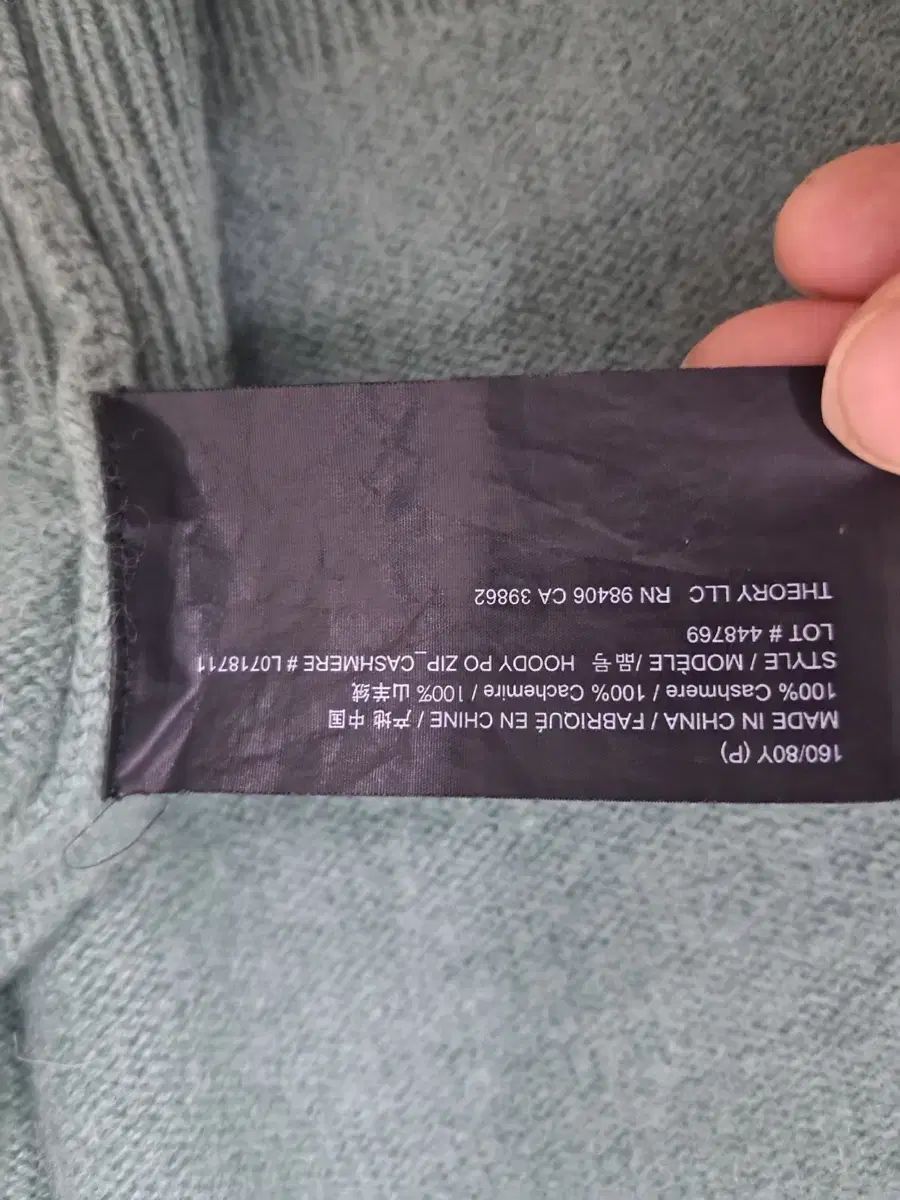 160/80Y (P)
MADE IN CHINA / FABRIQUÉ EN CHINE / 产地 中国
100% Cashmere / 100% Cachemire / 100% 山羊绒
STYLE / MODÈLE /品号 HOODY PO ZIP_CASHMERE # L0718711
LOT # 448769
THEORY LLC RN 98406 CA 39862